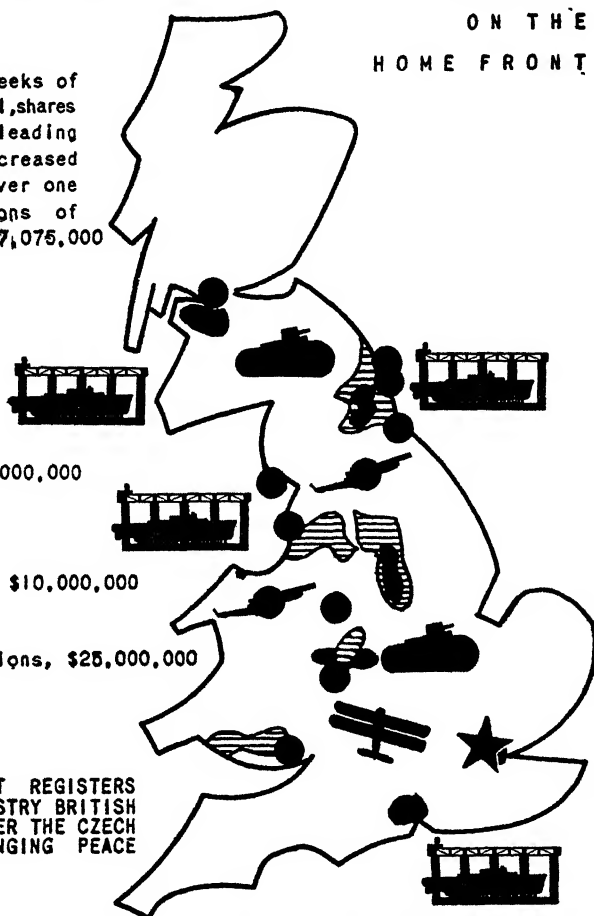 ON THE
HOME FRONT
eeks of
,shares
leading
creased
ver one
ons of
7,075,000
000,000
$10,000,000
ions, $25,000,000
T REGISTERS
STRY BRITISH
ER THE CZECH
NGING PEACE